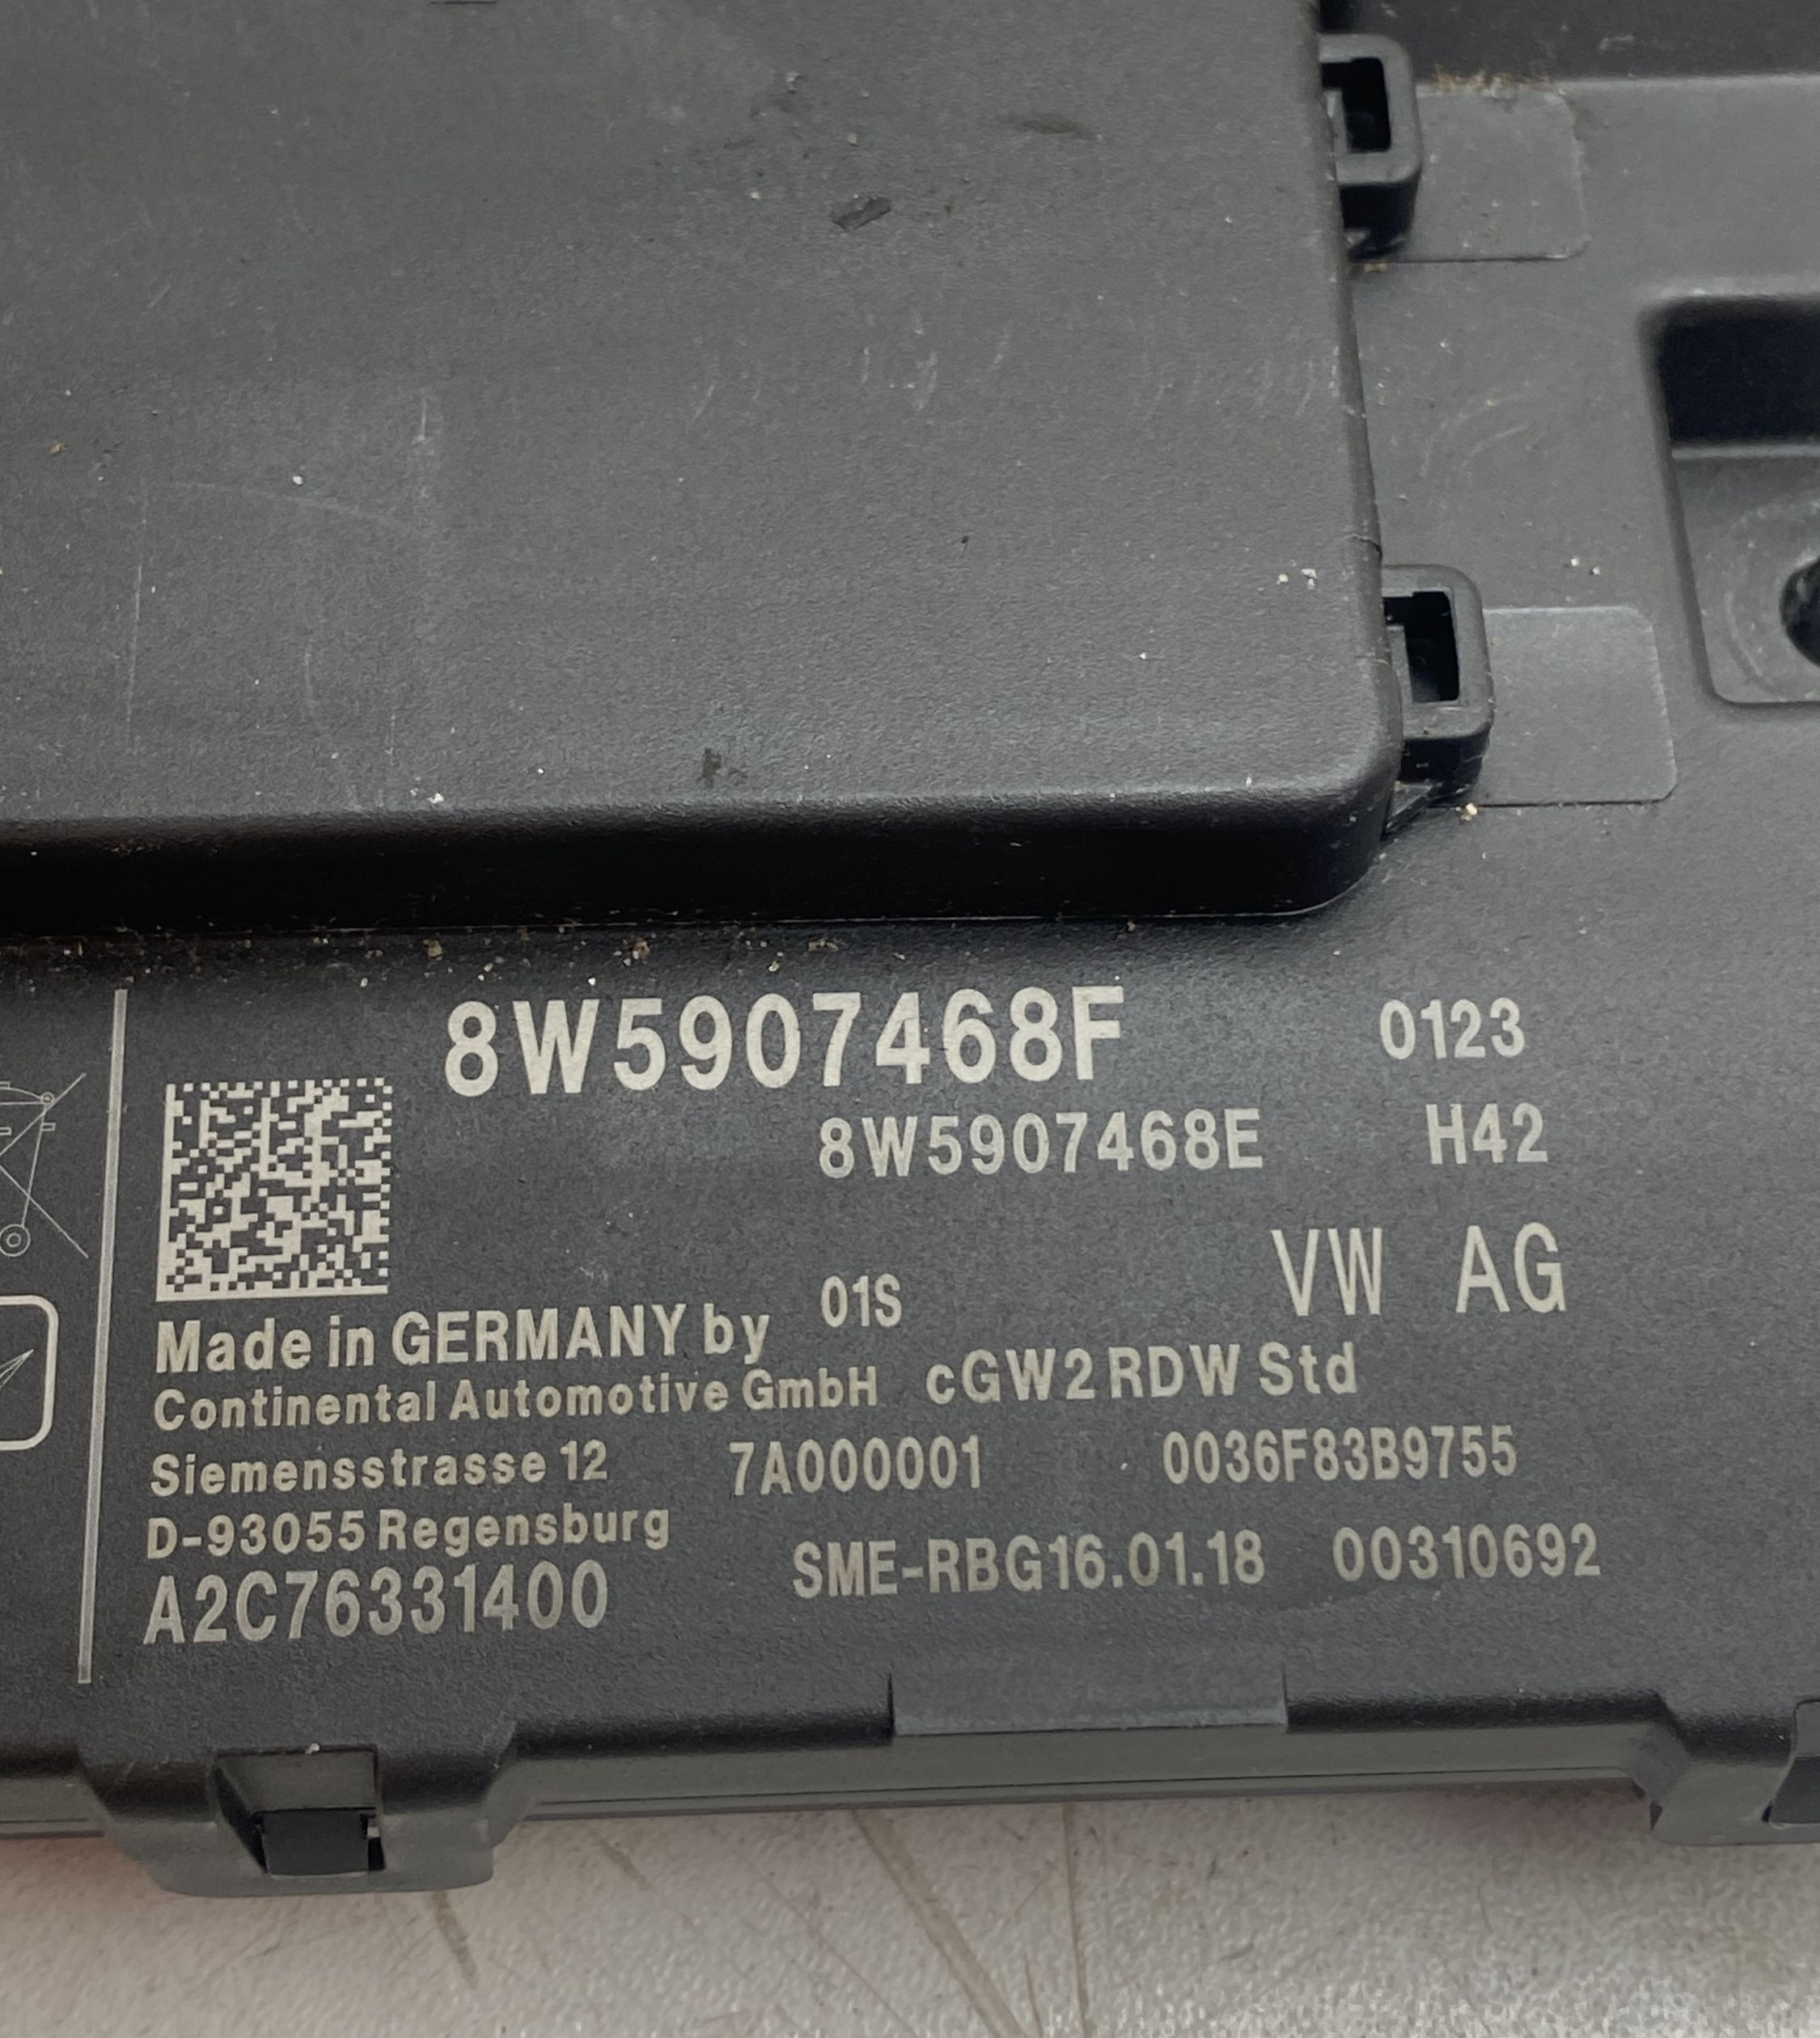 8W5907468F 0123
8W5907468E H42
VW AG
01S
Made in GERMANY by
Continental Automotive GmbH cGW2 RDW Std
Siemensstrasse 12 7A000001 0036F83B9755
D-93055 Regensburg
SME-RBG16.01.18 00310692
A2C76331400